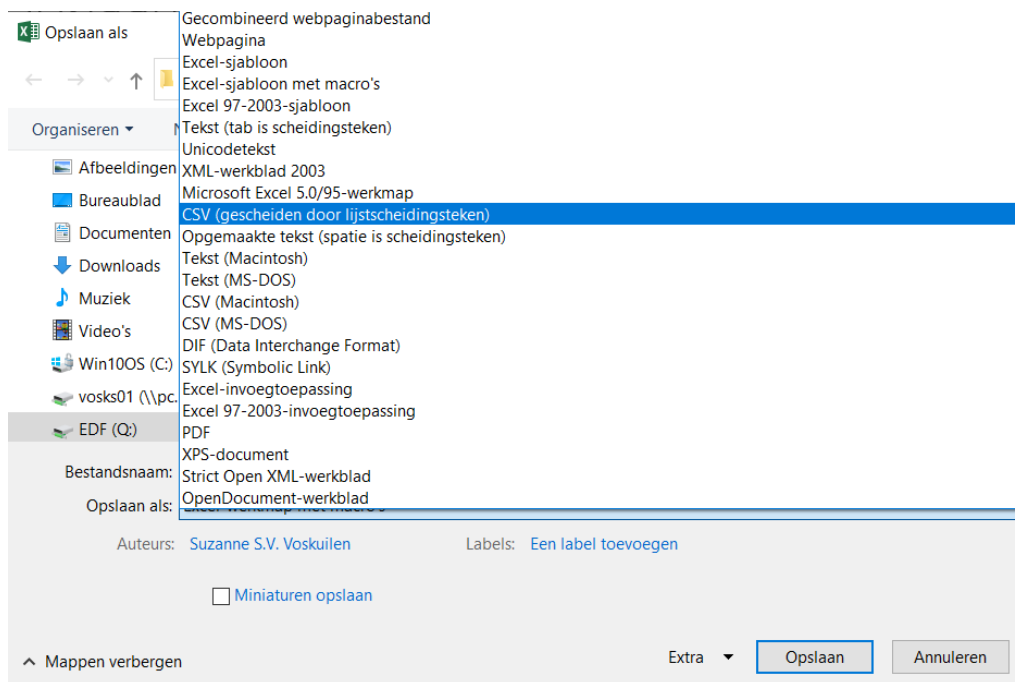 Opslaan als
Gecombineerd webpaginabestand
Webpagina
Excel-sjabloon
Excel-sjabloon met macro's
Excel 97-2003-sjabloon
Tekst (tab is scheidingsteken)
Unicodetekst
XML-werkblad 2003
Microsoft Excel 5.0/95-werkmap
CSV (gescheiden door lijstscheidingsteken)
Opgemaakte tekst (spatie is scheidingsteken)
Tekst (Macintosh)
Tekst (MS-DOS)
CSV (Macintosh)
CSV (MS-DOS)
DIF (Data Interchange Format)
SYLK (Symbolic Link)
Excel-invoegtoepassing
Excel 97-2003-invoegtoepassing
PDF
XPS-document
Strict Open XML-werkblad
OpenDocument-werkblad
Organiseren
Afbeeldingen
Bureaublad
Documenten
Downloads
Muziek
Video's
Win10OS (C:)
vosks01 (\\pc.
EDF (Q:)
Bestandsnaam:
Opslaan als: Excel-werkmap met macro's
Auteurs: Suzanne S.V. Voskuilen Labels: Een label toevoegen
Miniaturen opslaan
Mappen verbergen Extra Opslaan Annuleren